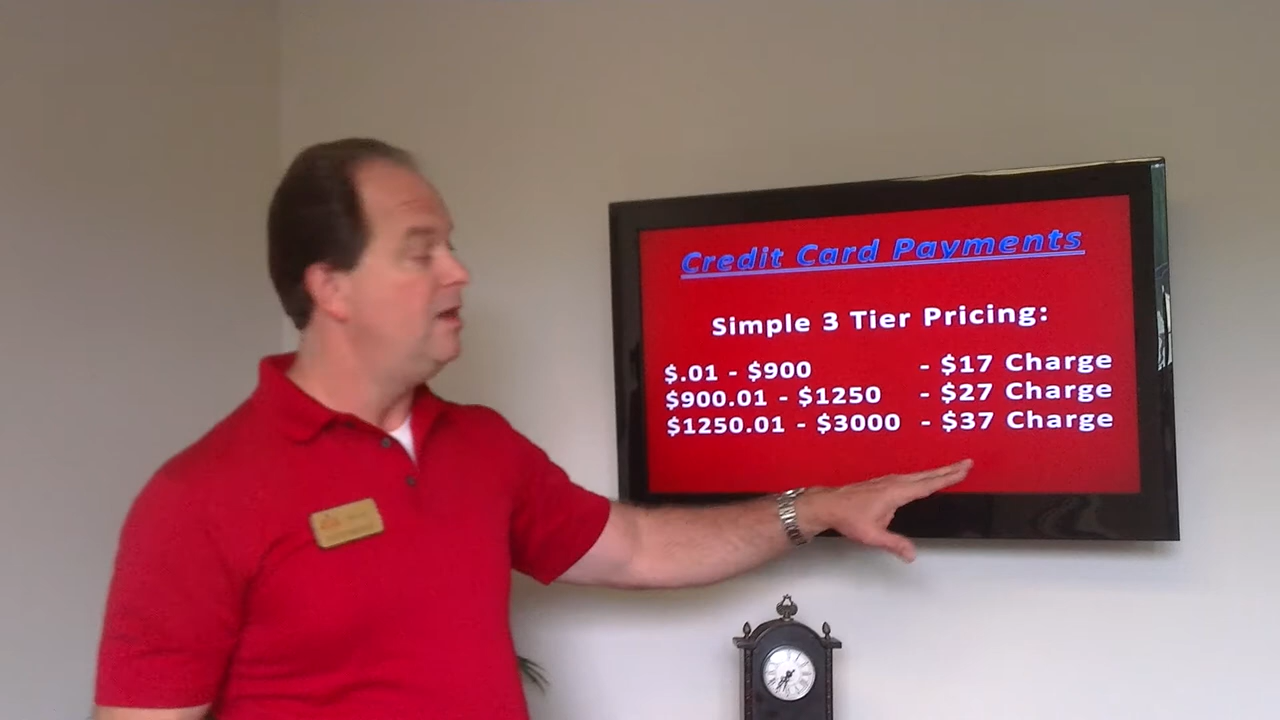 Credit Card Payments
Simple 3 Tier Pricing:
$.01 - $900 - $17 Charge
$900.01 - $1250 - $27 Charge
$1250.01 - $3000 - $37 Charge